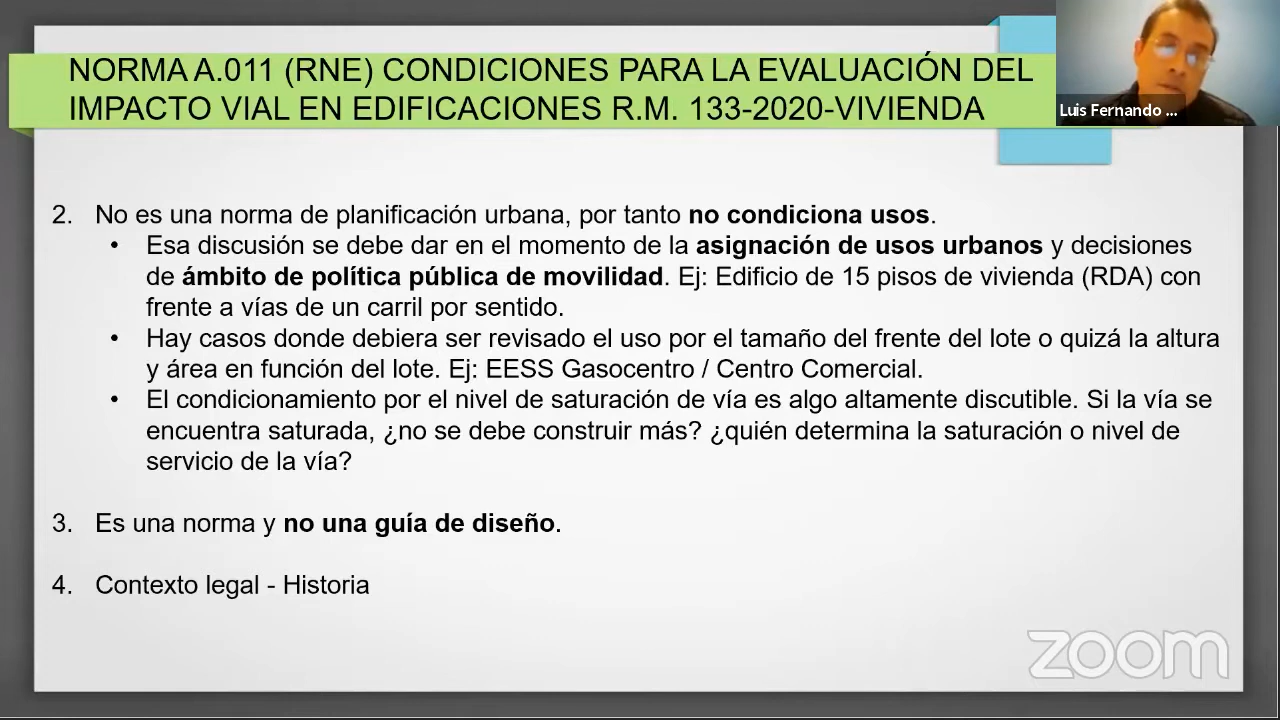 NORMA A.011 (RNE) CONDICIONES PARA LA EVALUACIÓN DEL
IMPACTO VIAL EN EDIFICACIONES R.M. 133-2020-VIVIENDA
Luis Fernando ...
2. No es una norma de planificación urbana, por tanto no condiciona usos.
• Esa discusión se debe dar en el momento de la asignación de usos urbanos y decisiones
de ámbito de política pública de movilidad. Ej: Edificio de 15 pisos de vivienda (RDA) con
frente a vías de un carril por sentido.
• Hay casos donde debiera ser revisado el uso por el tamaño del frente del lote o quizá la altura
y área en función del lote. Ej: EESS Gasocentro / Centro Comercial.
• El condicionamiento por el nivel de saturación de vía es algo altamente discutible. Si la vía se
encuentra saturada, ¿no se debe construir más? ¿quién determina la saturación o nivel de
servicio de la vía?
3. Es una norma y no una guía de diseño.
4. Contexto legal - Historia
zoom